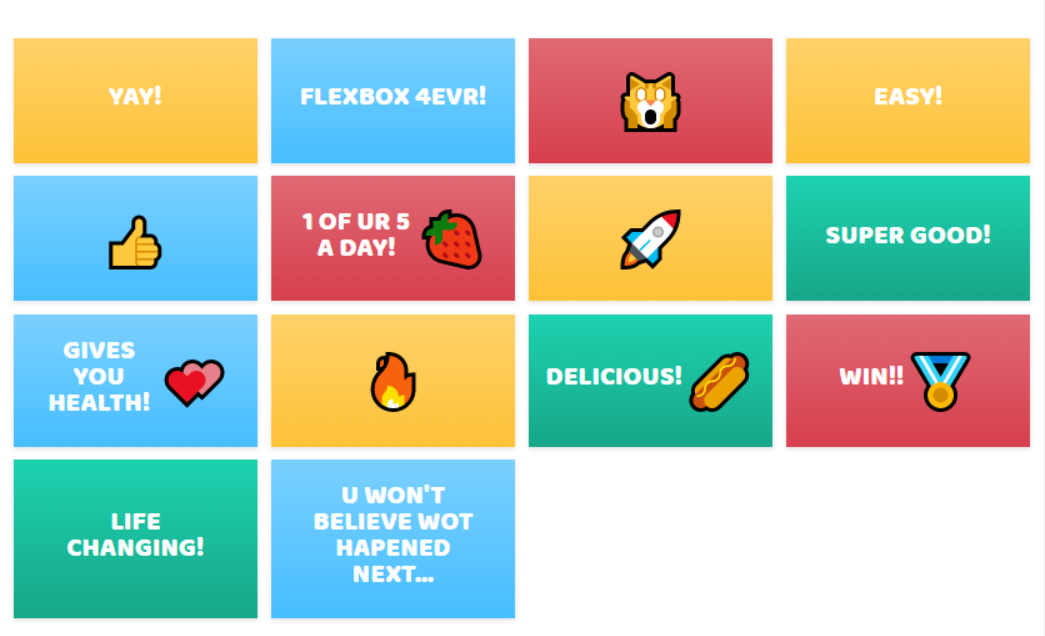 YAY!
FLEXBOX 4EVR!
EASY!
1 OF UR 5
A DAY!
SUPER GOOD!
GIVES
YOU
HEALTH!
DELICIOUS!
WIN!!
LIFE
CHANGING!
U WON'T
BELIEVE WOT
HAPENED
NEXT...